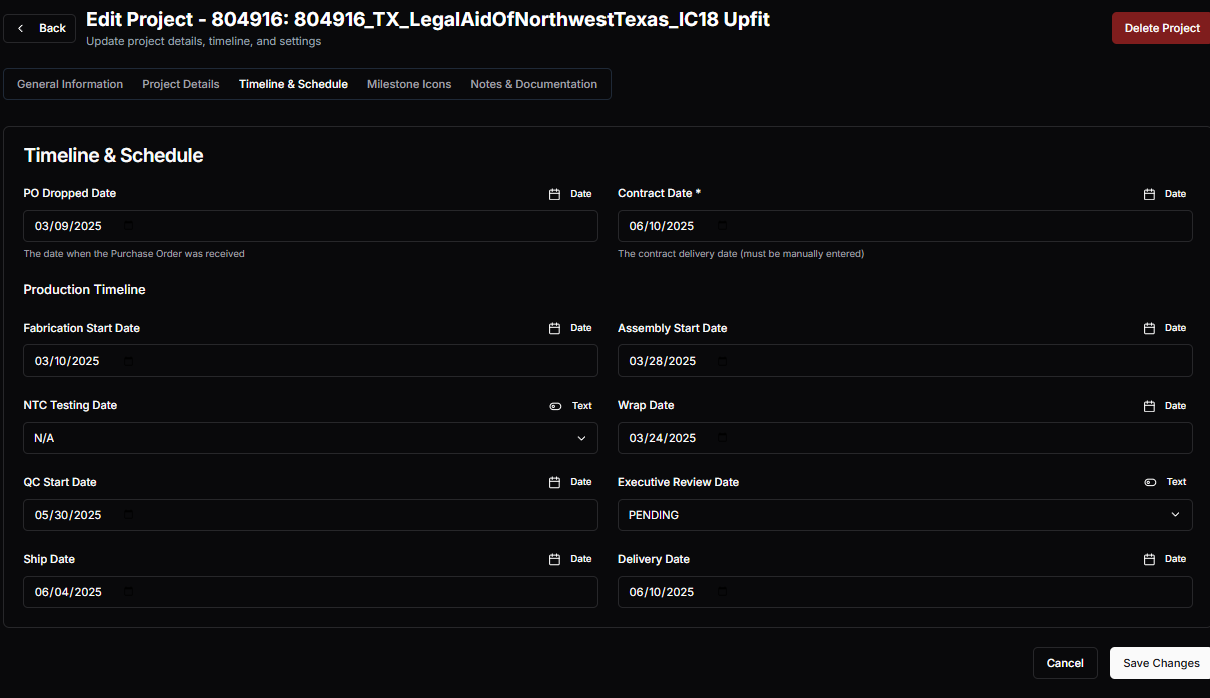 Back
Edit Project - 804916: 804916_TX_LegalAidOfNorthwestTexas_IC18 Upfit
Update project details, timeline, and settings
Delete Project
General Information Project Details Timeline & Schedule Milestone Icons Notes & Documentation
Timeline & Schedule
PO Dropped Date Date
03/09/2025
The date when the Purchase Order was received
Contract Date * Date
06/10/2025
The contract delivery date (must be manually entered)
Production Timeline
Fabrication Start Date Date
03/10/2025
Assembly Start Date Date
03/28/2025
NTC Testing Date Text
N/A
Wrap Date Date
03/24/2025
QC Start Date Date
05/30/2025
Executive Review Date Text
PENDING
Ship Date Date
06/04/2025
Delivery Date Date
06/10/2025
Cancel
Save Changes